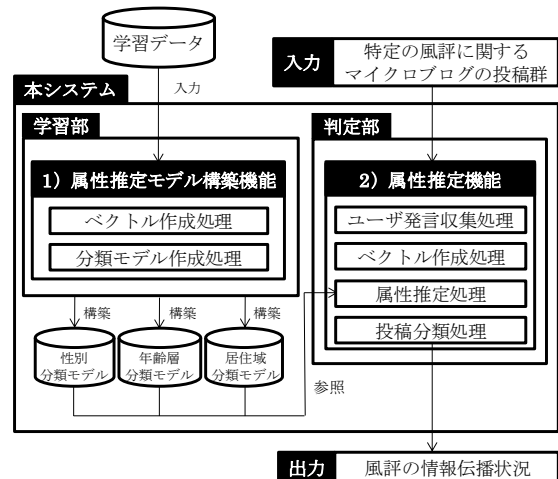 学習データ
入力
特定の風評に関する
マイクロブログの投稿群
本システム
入力
学習部
1) 属性推定モデル構築機能
ベクトル作成処理
分類モデル作成処理
構築
構築
構築
性別
分類モデル
年齢層
分類モデル
居住域
分類モデル
判定部
2) 属性推定機能
ユーザ発言収集処理
ベクトル作成処理
属性推定処理
投稿分類処理
参照
出力
風評の情報伝播状況